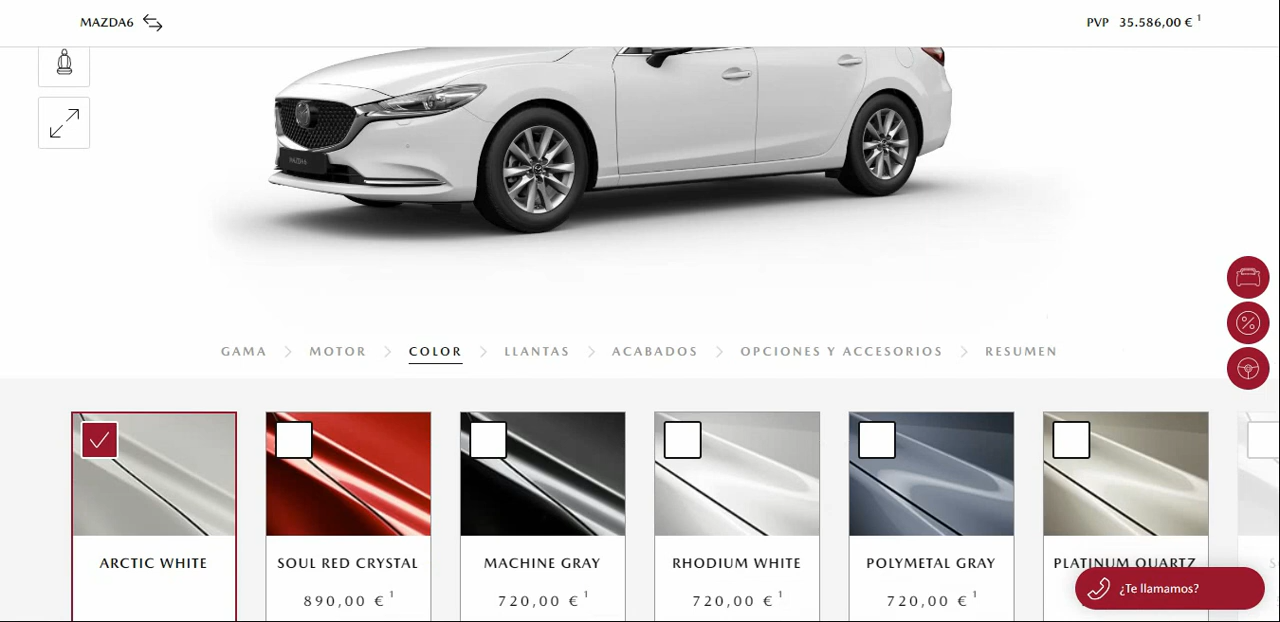 MAZDA6
PVP 35.586,00 € 1
MAZDA6
GAMA
MOTOR
COLOR
LLANTAS
ACABADOS
OPCIONES Y ACCESORIOS
RESUMEN
ARCTIC WHITE
SOUL RED CRYSTAL
890,00 € 1
MACHINE GRAY
720,00 € 1
RHODIUM WHITE
720,00 € 1
POLYMETAL GRAY
720,00 € 1
PLATINUM QUARTZ
¿Te llamamos?